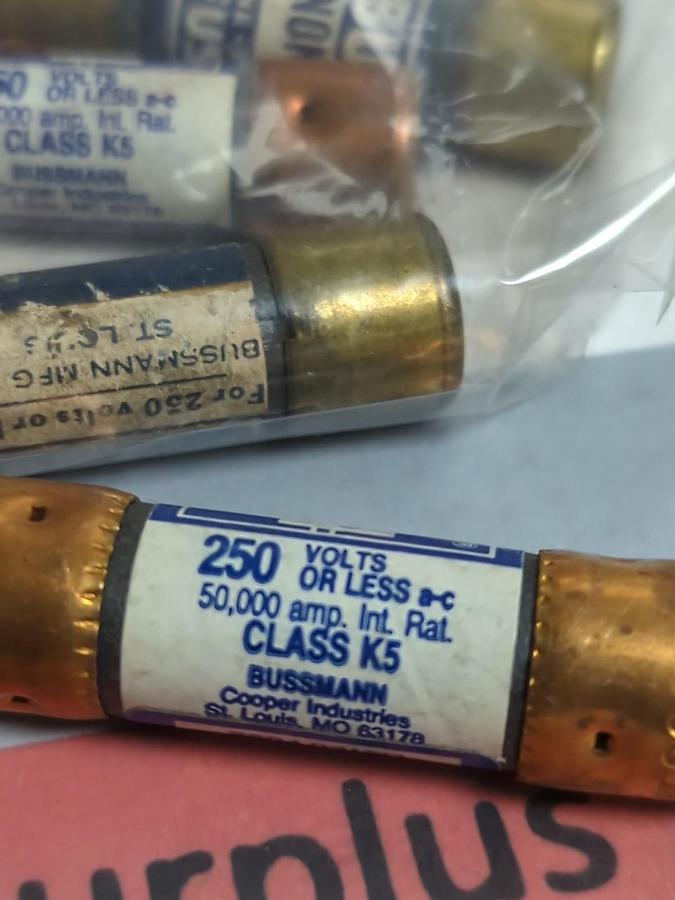 50 VOLTS
OR LESS a-c
000 amp. Int. Rat.
CLASS K5
BUSSMANN
Cooper Industries
ST. LOUIS
BUSSMANN MFG
For 250 volts or
250 VOLTS
OR LESS a-c
50,000 amp. Int. Rat.
CLASS K5
BUSSMANN
Cooper Industries
St. Louis, MO 63178
urplus